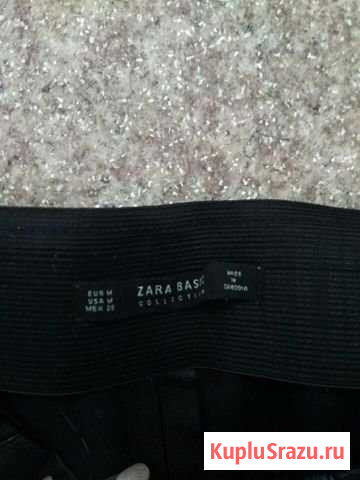 EUR M
USA M
MEX 28
ZARA BASIC
COLLECTION
MADE
IN
KupluSrazu.ru